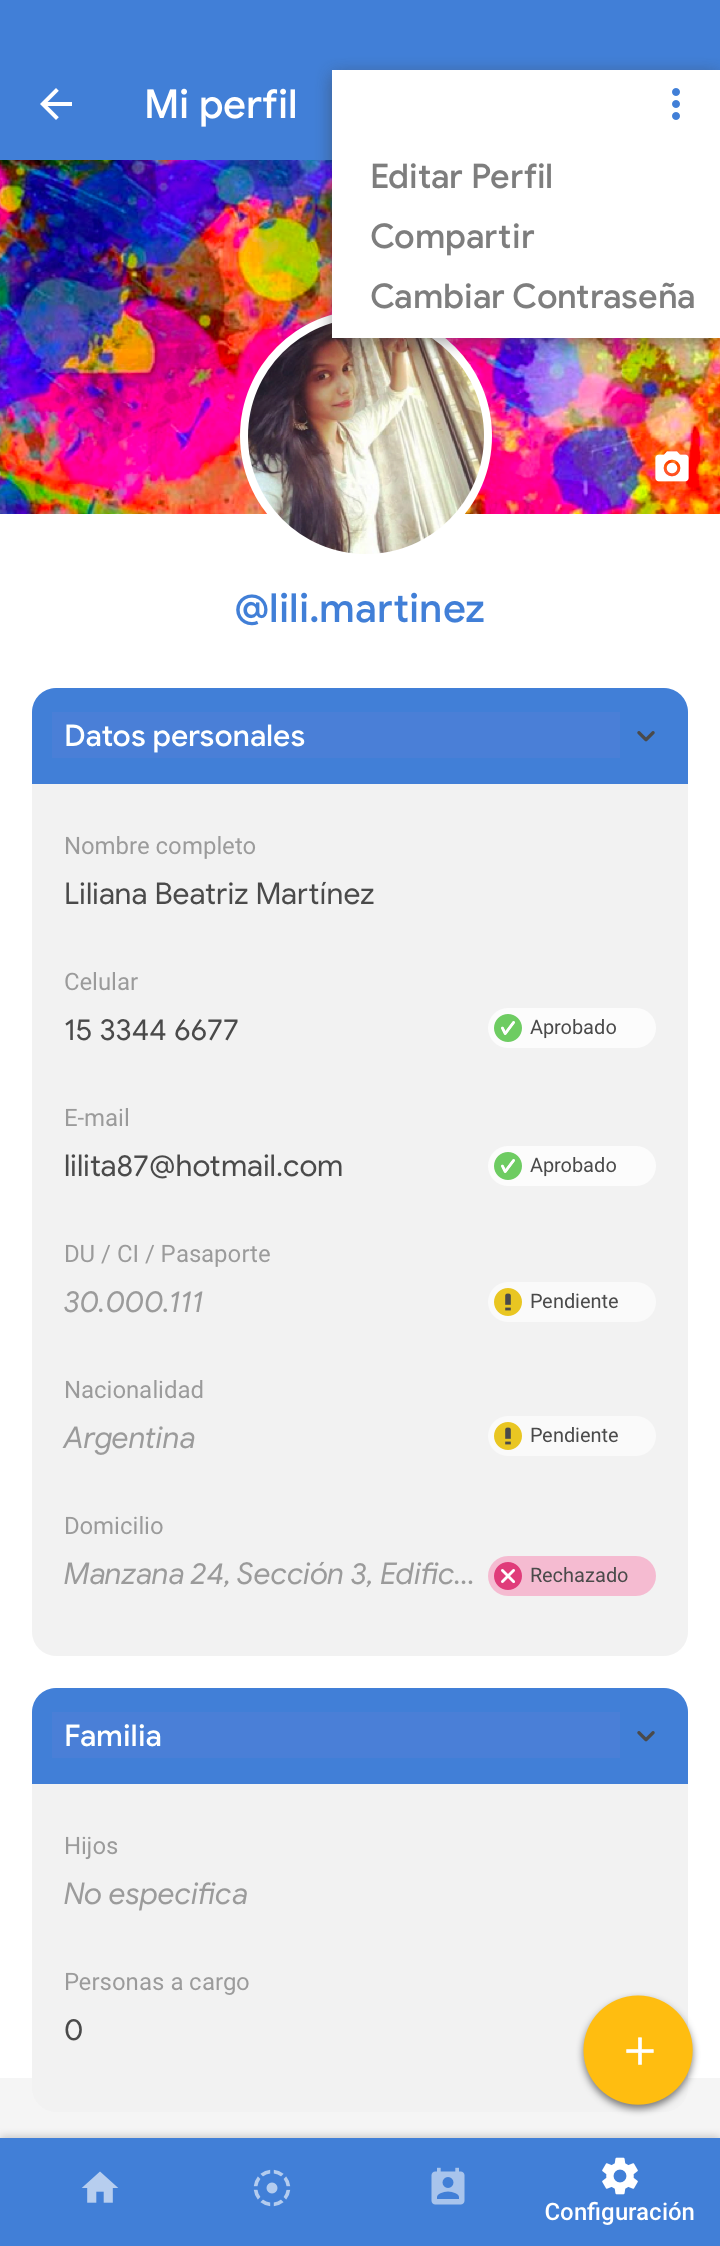 Mi perfil
Editar Perfil
Compartir
Cambiar Contraseña
@lili.martinez
Datos personales
Nombre completo
Liliana Beatriz Martínez
Celular
15 3344 6677
Aprobado
E-mail
lilita87@hotmail.com
Aprobado
DU / CI / Pasaporte
30.000.111
Pendiente
Nacionalidad
Argentina
Pendiente
Domicilio
Manzana 24, Sección 3, Edific...
Rechazado
Familia
Hijos
No especifica
Personas a cargo
0
Configuración